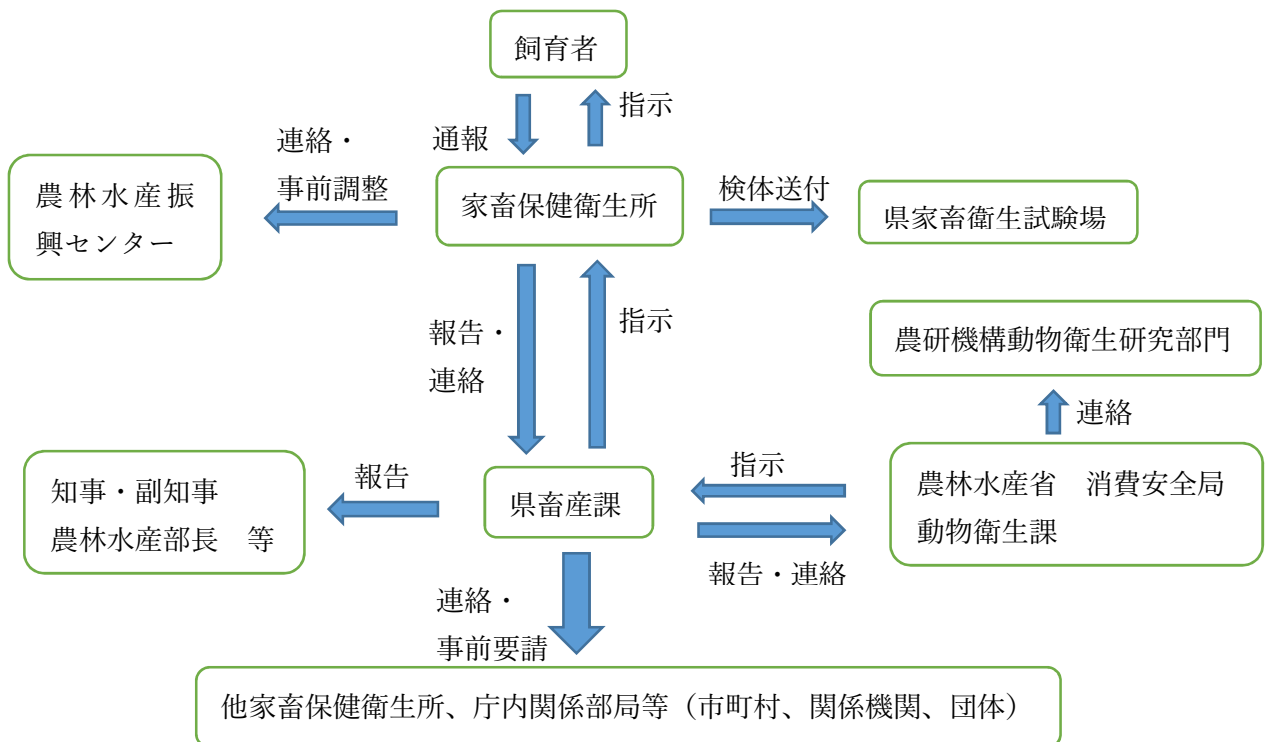 飼育者
指示
通報
連絡・
事前調整
農林水産振
興センター
家畜保健衛生所
検体送付
県家畜衛生試験場
報告・
連絡
指示
農研機構動物衛生研究部門
連絡
知事・副知事
農林水産部長　等
報告
県畜産課
指示
報告・連絡
農林水産省　消費安全局
動物衛生課
連絡・
事前要請
他家畜保健衛生所、庁内関係部局等（市町村、関係機関、団体）